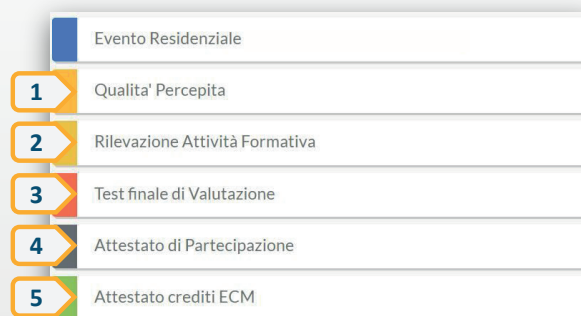 Evento Residenziale
1 Qualita' Percepita
2 Rilevazione Attività Formativa
3 Test finale di Valutazione
4 Attestato di Partecipazione
5 Attestato crediti ECM